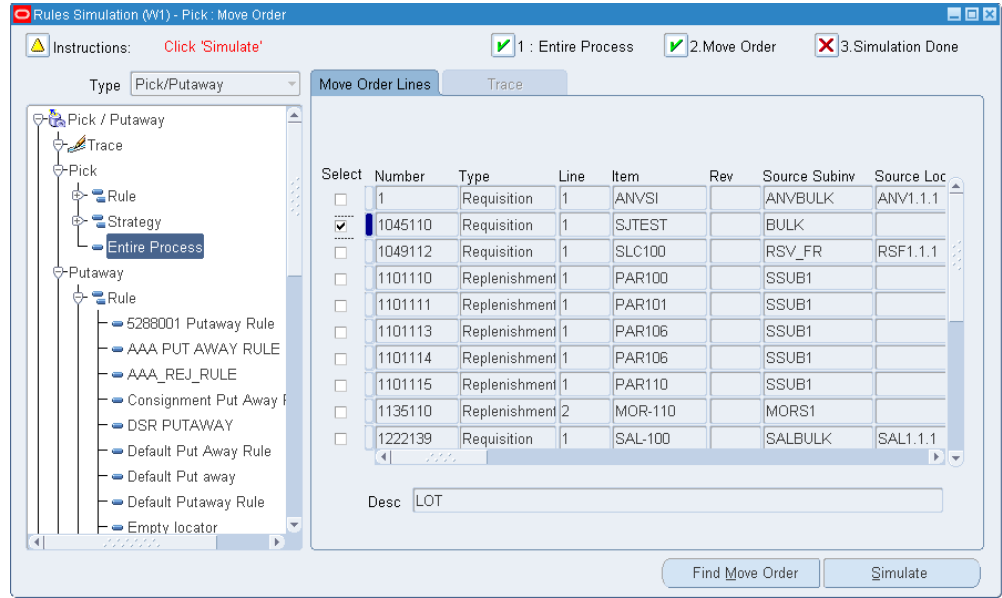 Rules Simulation (W1) - Pick : Move Order
Instructions: Click 'Simulate' 1 : Entire Process 2.Move Order 3.Simulation Done
Type Pick/Putaway
Move Order Lines Trace
Pick / Putaway
Trace
Pick
Rule
Strategy
Entire Process
Putaway
Rule
5288001 Putaway Rule
AAA PUT AWAY RULE
AAA_REJ_RULE
Consignment Put Away
DSR PUTAWAY
Default Put Away Rule
Default Put away
Default Putaway Rule
Empty locator
Select Number Type Line Item Rev Source Subinv Source Loc
1 Requisition 1 ANVSI ANVBULK ANV1.1.1
1045110 Requisition 1 SJTEST BULK
1049112 Requisition 1 SLC100 RSV_FR RSF1.1.1
1101110 Replenishment 1 PAR100 SSUB1
1101111 Replenishment 1 PAR101 SSUB1
1101113 Replenishment 1 PAR106 SSUB1
1101114 Replenishment 1 PAR106 SSUB1
1101115 Replenishment 1 PAR110 SSUB1
1135110 Replenishment 2 MOR-110 MORS1
1222139 Requisition 1 SAL-100 SALBULK SAL1.1.1
Desc LOT
Find Move Order Simulate